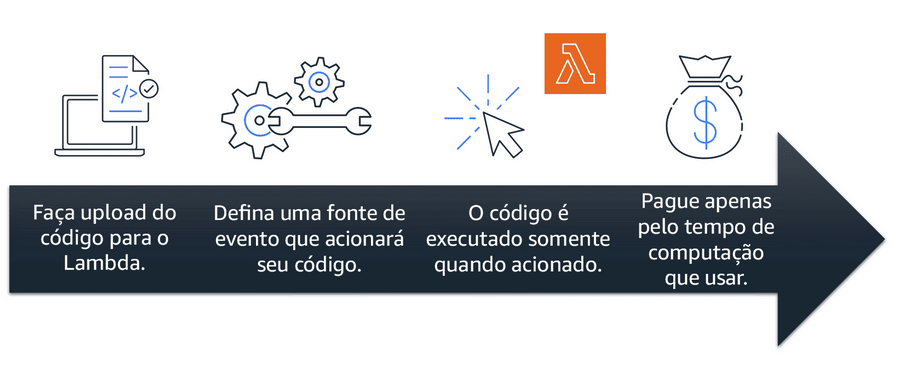 </>
$
Faça upload do
código para o
Lambda.
Defina uma fonte de
evento que acionará
seu código.
O código é
executado somente
quando acionado.
Pague apenas
pelo tempo de
computação
que usar.